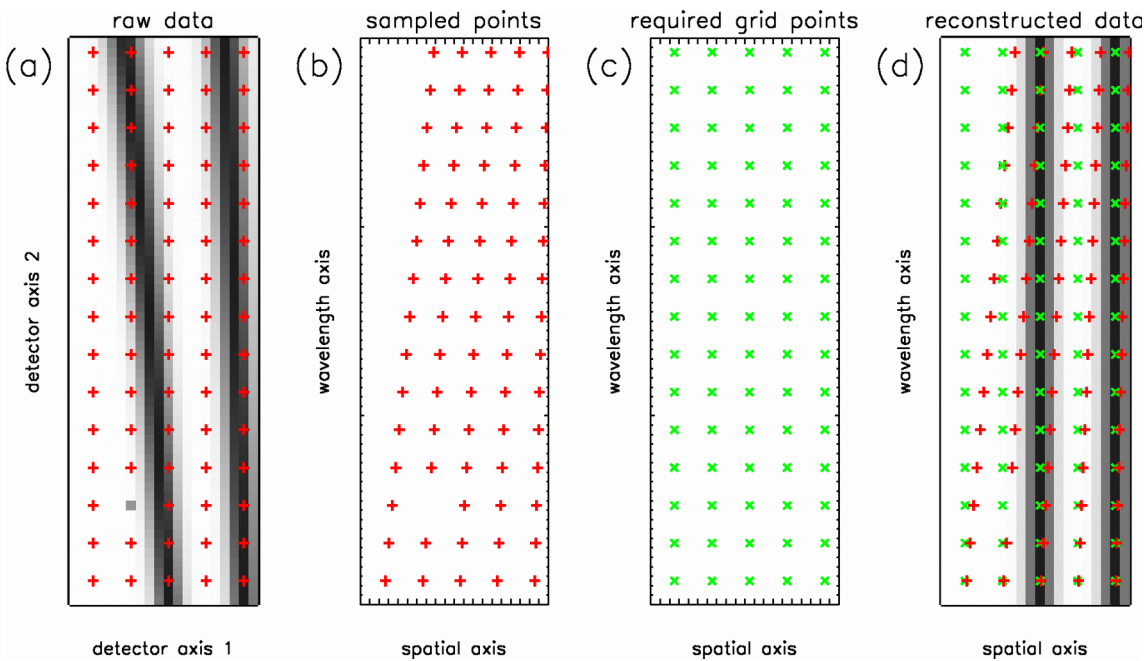 raw data
sampled points
required grid points
reconstructed data
(a)
(b)
(c)
(d)
detector axis 2
wavelength axis
wavelength axis
wavelength axis
detector axis 1
spatial axis
spatial axis
spatial axis